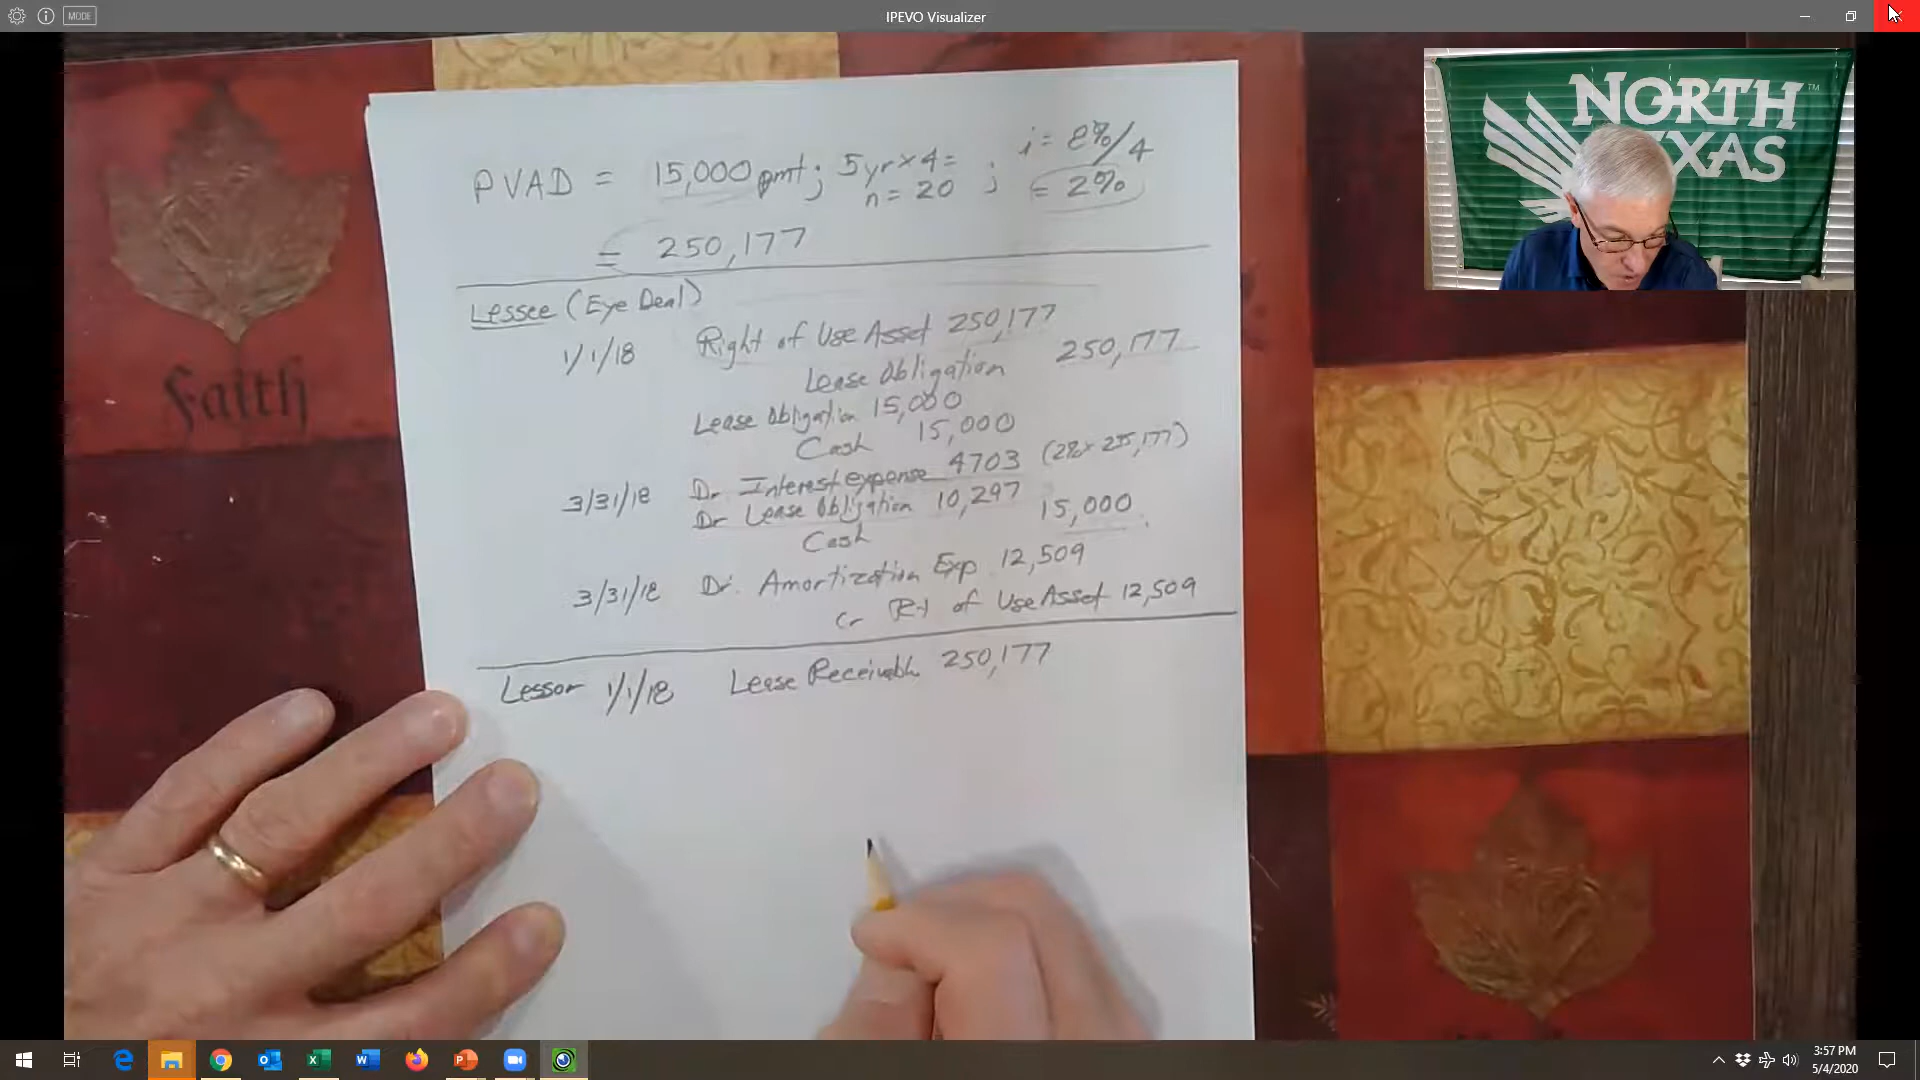 MODE
IPEVO Visualizer
NORTH
TEXAS
PVAD = 15,000 pmt; 5yr×4= ; i = 8%/4
n = 20 = 2%
= 250,177
Lessee (Eye Deal)
1/1/18 Right of Use Asset 250,177
Lease Obligation 250,177
Lease Obligation 15,000
Cash 15,000
3/31/18 Dr Interest expense 4703 (2% × 235,177)
Dr Lease Obligation 10,297
Cash 15,000
3/31/18 Dr. Amortization Exp 12,509
Cr Rt of Use Asset 12,509
Lessor 1/1/18 Lease Receivable 250,177
Faith
3:57 PM
5/4/2020